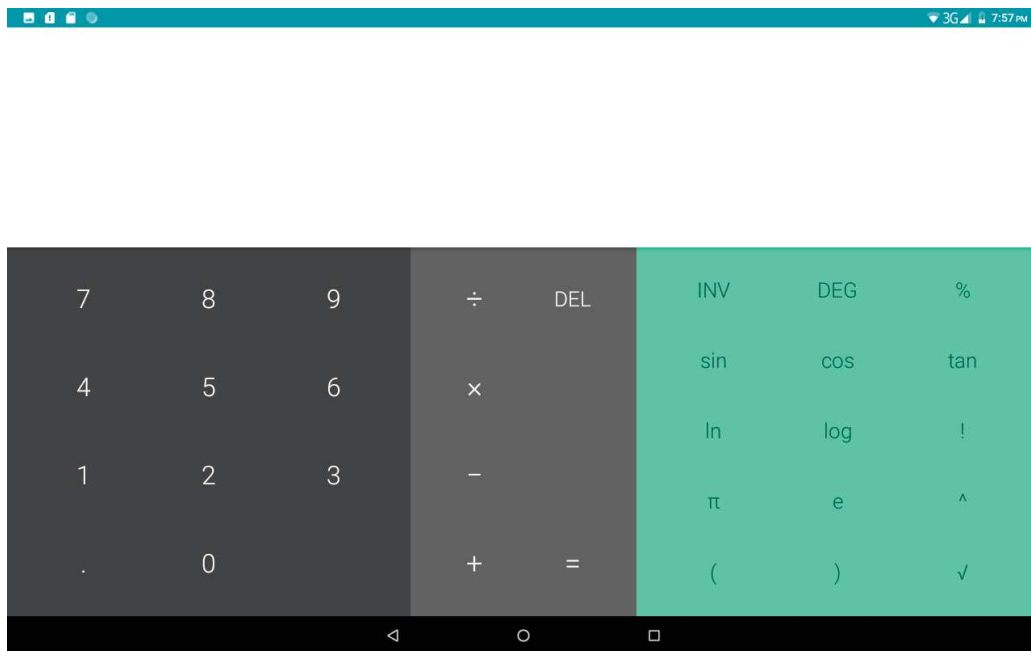 3G 7:57 PM
7 8 9 ÷ DEL INV DEG %
4 5 6 × sin cos tan
1 2 3 − ln log !
. 0 + = π e ^
( ) √